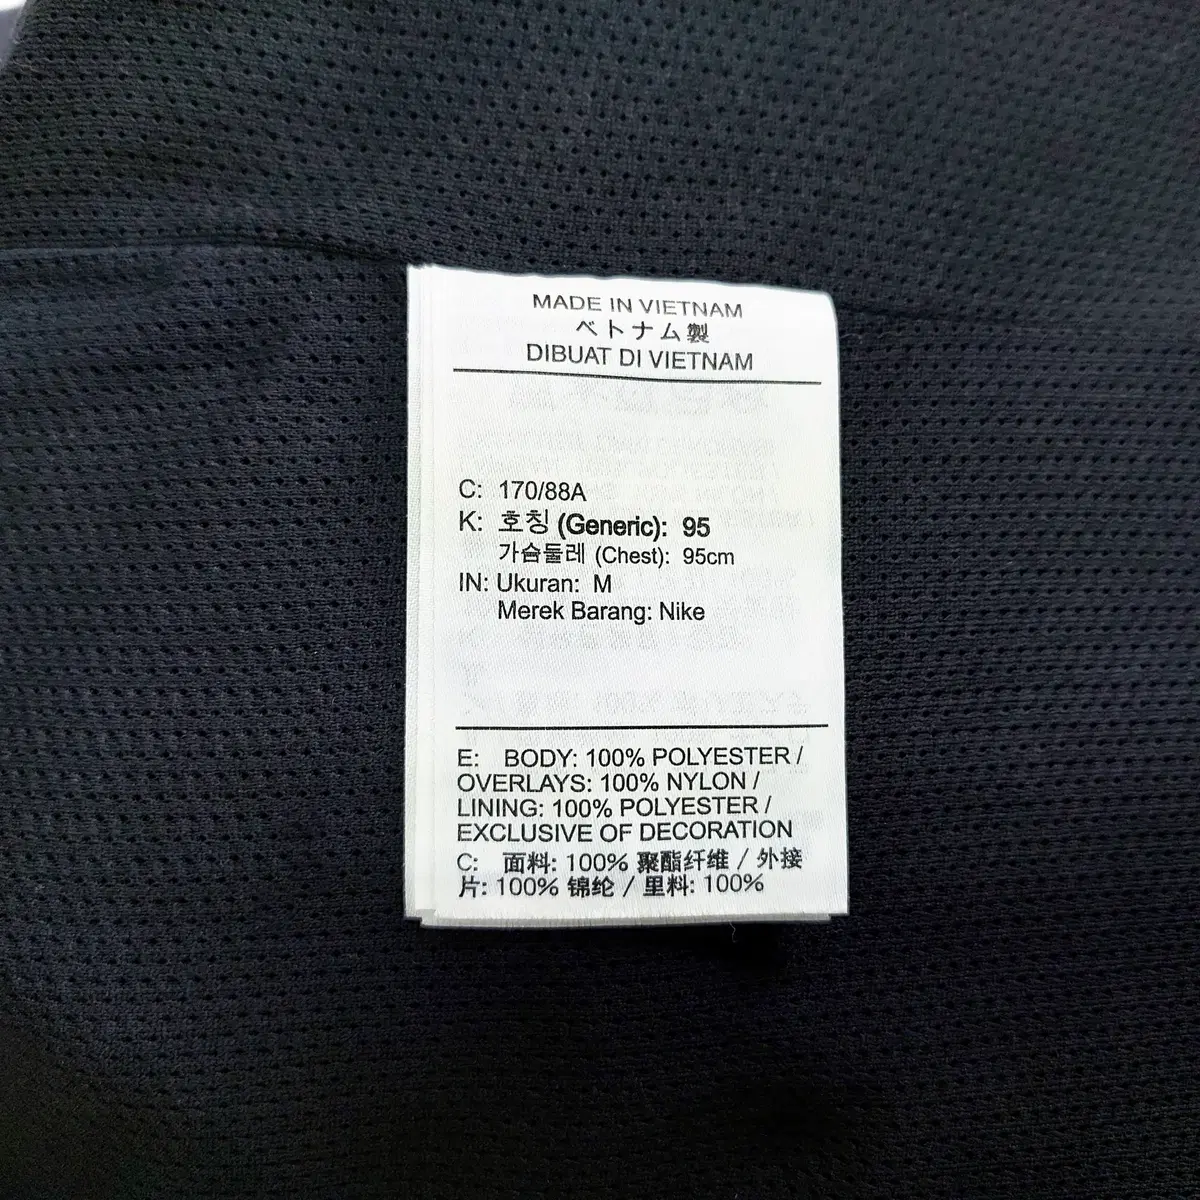 MADE IN VIETNAM
ベトナム製
DIBUAT DI VIETNAM
C: 170/88A
K: 호칭 (Generic): 95
가슴둘레 (Chest): 95cm
IN: Ukuran: M
Merek Barang: Nike
E: BODY: 100% POLYESTER /
OVERLAYS: 100% NYLON /
LINING: 100% POLYESTER /
EXCLUSIVE OF DECORATION
C: 面料: 100% 聚酯纤维 / 外接
片: 100% 锦纶 / 里料: 100%